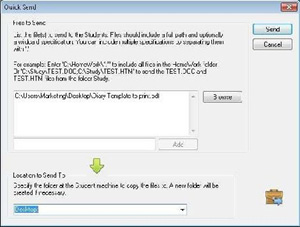 Quick Send
Files to Send
Send
List the file(s) to send to the Students. Files should include a full path and optionally
a wildcard specification. You can include multiple specifications by separating them
with
Cancel
For example: Enter 'C:\HomeWork\*.*' to include all files in the HomeWork folder.
Or 'C:\Study\TEST.DOC;C:\Study\TEST.HTM' to send the TEST.DOC and
TEST.HTM files from the folder Study.
C:\Users\Marketing\Desktop\Diary Template to print.pdf
Browse
Add
Location to Send To
Specify the folder at the Student machine to copy the files to. A new folder will be
created if necessary.
Desktop